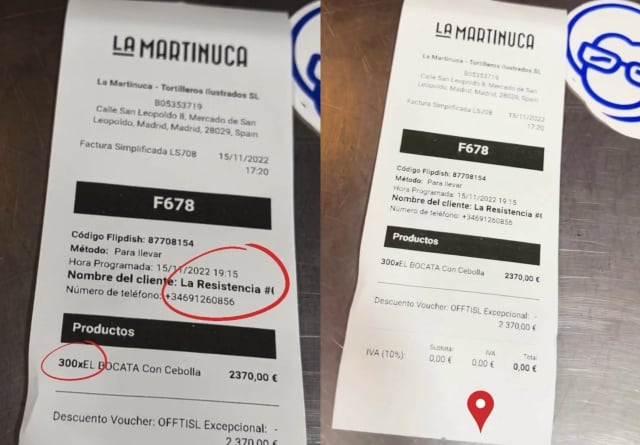 LA MARTINUCA
La Martinuca - Tortilleros Ilustrados SL
B05353719
Calle San Leopoldo 8, Mercado de San
Leopoldo, Madrid, Madrid, 28029, Spain
Factura Simplificada LS708 15/11/2022
17:20
F678
Código Flipdish: 87708154
Método: Para llevar
Hora Programada: 15/11/2022 19:15
Nombre del cliente: La Resistencia #(
Número de teléfono: +34691260856
Productos
300xEL BOCATA Con Cebolla 2370,00 €
Descuento Voucher: OFFTISL Excepcional: -
2.370,00 €
LA MARTINUCA
La Martinuca - Tortilleros Ilustrados SL
B05353719
Calle San Leopoldo 8, Mercado de San
Leopoldo, Madrid, Madrid, 28029, Spain
Factura Simplificada LS708 15/11/2022
17:20
F678
Código Flipdish: 87708154
Método: Para llevar
Hora Programada: 15/11/2022 19:15
Nombre del cliente: La Resistencia #(
Número de teléfono: +34691260856
Productos
300xEL BOCATA Con Cebolla 2370,00 €
Descuento Voucher: OFFTISL Excepcional: -
2.370,00 €
Subtotal IVA Total
IVA (10%): 0,00 € 0,00 € 0,00 €